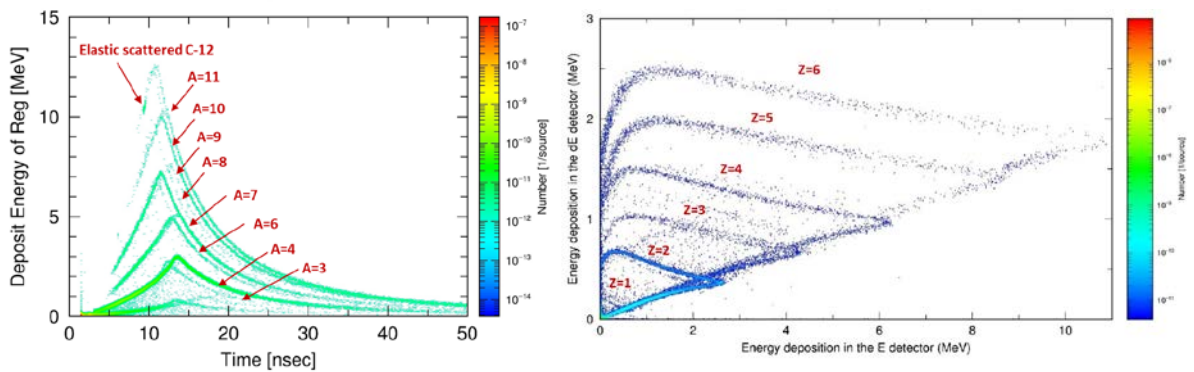 Deposit Energy of Reg [MeV]
15
10
5
0
Elastic scattered C-12
A=11
A=10
A=9
A=8
A=7
A=6
A=4
A=3
0 10 20 30 40 50
Time [nsec]
10⁻⁷
10⁻⁸
10⁻⁹
10⁻¹⁰
10⁻¹¹
10⁻¹²
10⁻¹³
10⁻¹⁴
Number [1/source]
Energy deposition in the dE detector (MeV)
3
2
1
0
Z=6
Z=5
Z=4
Z=3
Z=2
Z=1
0 2 4 6 8 10
Energy deposition in the E detector (MeV)
10⁻¹⁰
10⁻¹¹
Number [1/source]